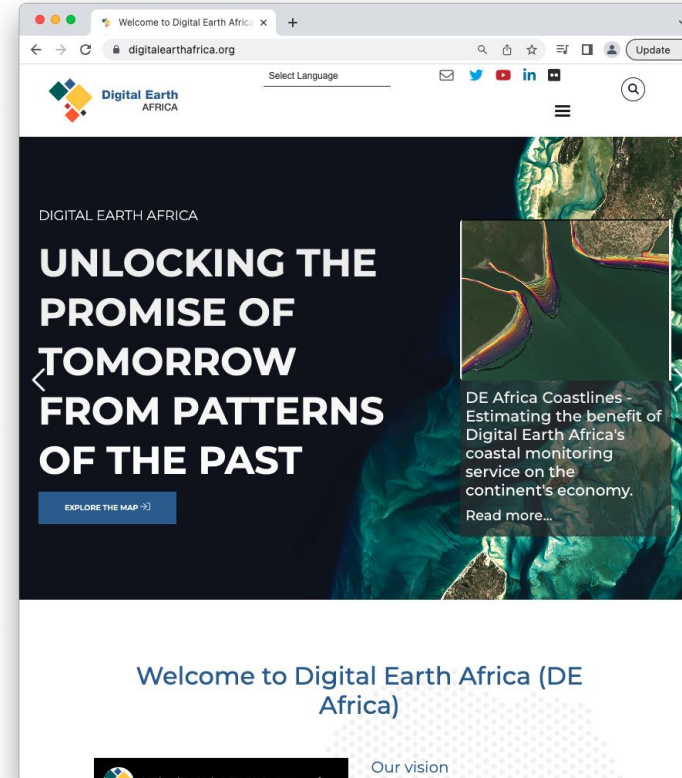 Welcome to Digital Earth Afric
digitalearthafrica.org
Update
Digital Earth
AFRICA
Select Language
in
DIGITAL EARTH AFRICA
UNLOCKING THE
PROMISE OF
TOMORROW
FROM PATTERNS
OF THE PAST
EXPLORE THE MAP
DE Africa Coastlines -
Estimating the benefit of
Digital Earth Africa's
coastal monitoring
service on the
continent's economy.
Read more...
Welcome to Digital Earth Africa (DE
Africa)
Our vision